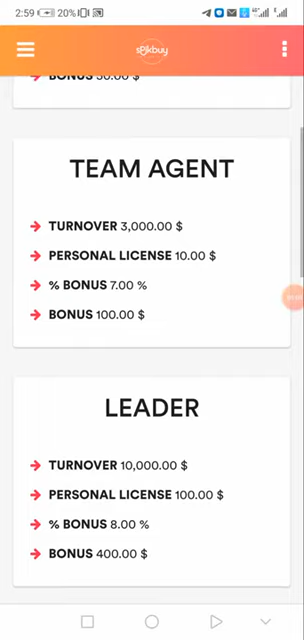 2:59 20%
spikbuy
BONUS 50.00 $
TEAM AGENT
TURNOVER 3,000.00 $
PERSONAL LICENSE 10.00 $
% BONUS 7.00 %
BONUS 100.00 $
LEADER
TURNOVER 10,000.00 $
PERSONAL LICENSE 100.00 $
% BONUS 8.00 %
BONUS 400.00 $